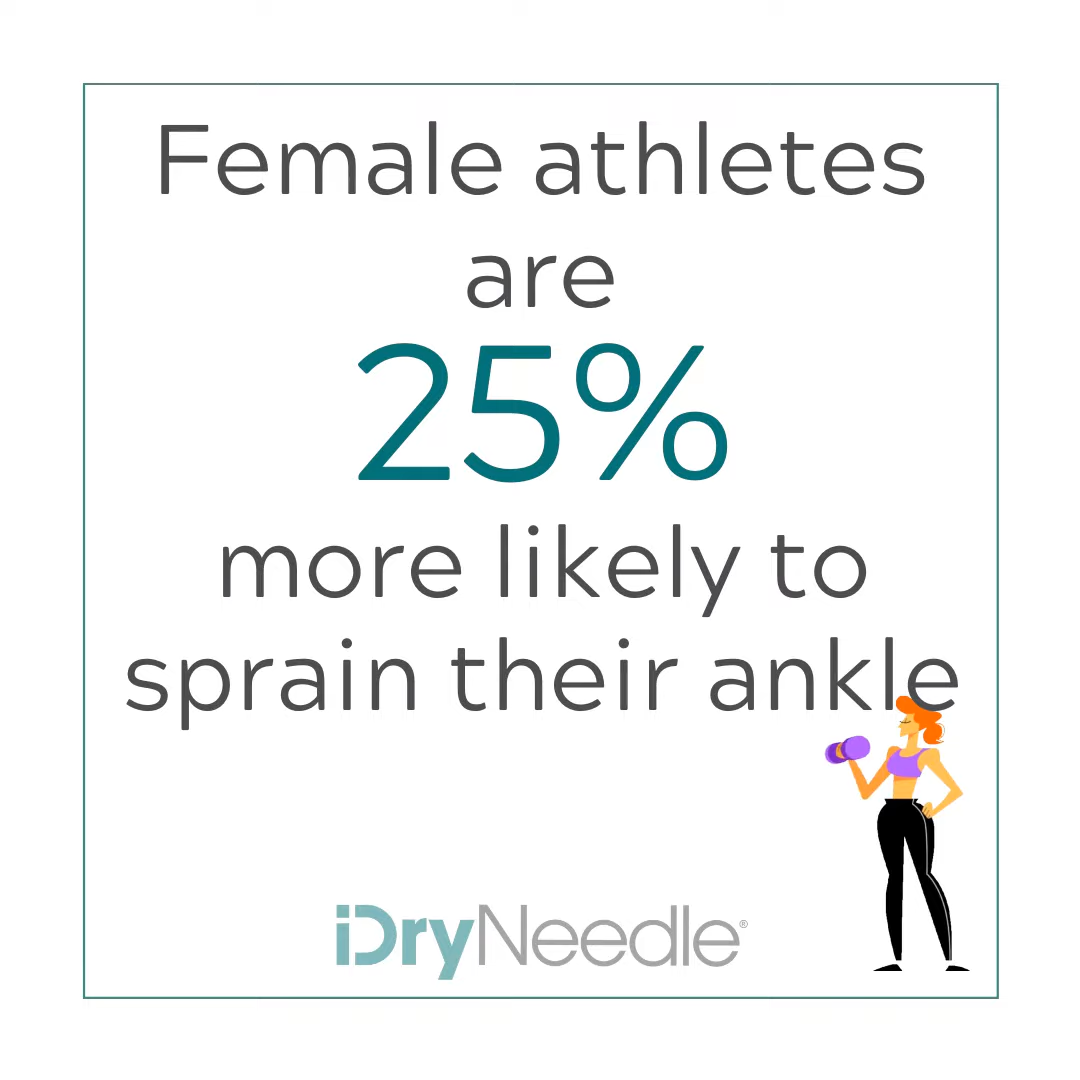 Female athletes
are
25%
more likely to
sprain their ankle
iDryNeedle®